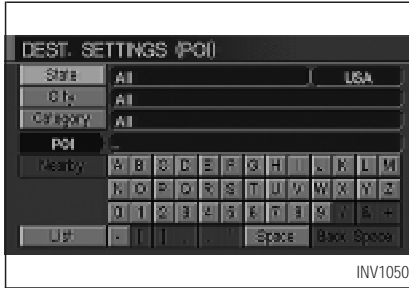 DEST. SETTINGS (POI)
State All USA
City All
Category All
POI
Nearby A B C D E F G H I J K L M
N O P Q R S T U V W X Y Z
0 1 2 3 4 5 6 7 8 9 / & +
List - [ ] . , ' Space Back Space
INV1050